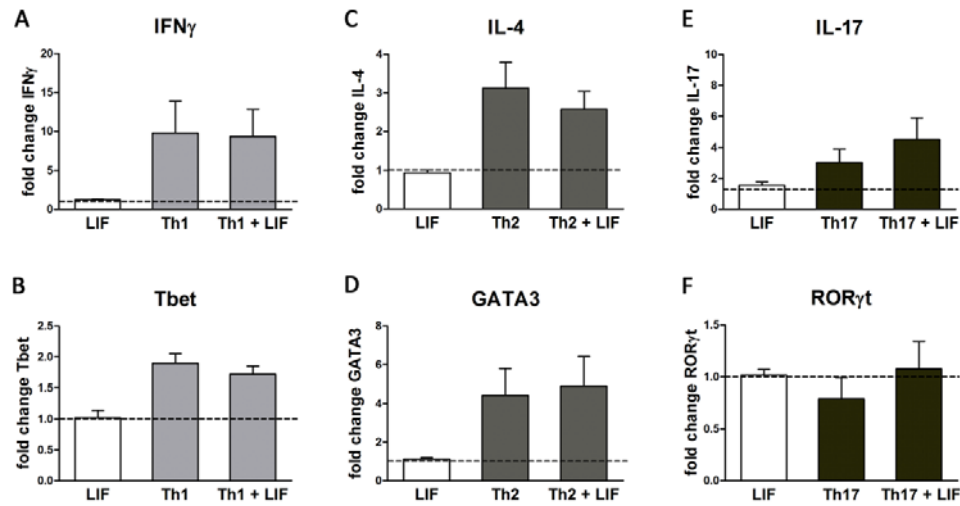 A
IFNγ
fold change IFNγ
20
15
10
5
0
LIF
Th1
Th1 + LIF
C
IL-4
fold change IL-4
4
3
2
1
0
LIF
Th2
Th2 + LIF
E
IL-17
fold change IL-17
10
8
6
4
2
0
LIF
Th17
Th17 + LIF
B
Tbet
fold change Tbet
2.5
2.0
1.5
1.0
0.5
0.0
LIF
Th1
Th1 + LIF
D
GATA3
fold change GATA3
8
6
4
2
0
LIF
Th2
Th2 + LIF
F
RORγt
fold change RORγt
1.5
1.0
0.5
0.0
LIF
Th17
Th17 + LIF